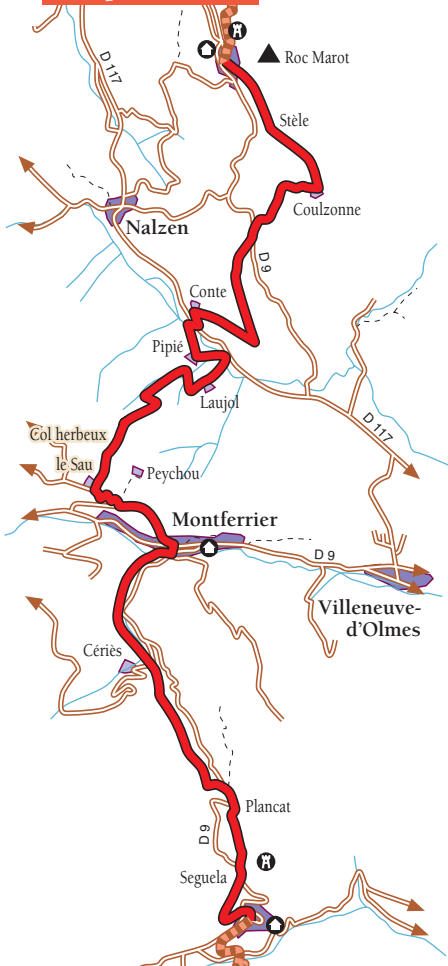 D 117
Roc Marot
Stèle
Coulzonne
Nalzen
D 9
Conte
Pipié
Laujol
D 117
Col herbeux
le Sau
Peychou
Montferrier
D 9
Villeneuve-
d'Olmes
Cériès
Plancat
D 9
Seguela